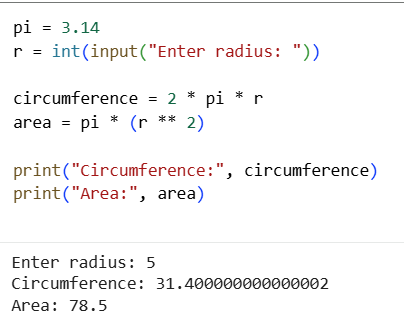 pi = 3.14
r = int(input("Enter radius: "))
circumference = 2 * pi * r
area = pi * (r ** 2)
print("Circumference:", circumference)
print("Area:", area)
Enter radius: 5
Circumference: 31.400000000000002
Area: 78.5